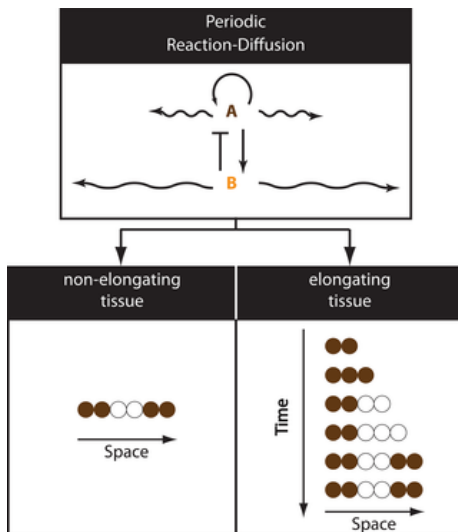 Periodic
Reaction-Diffusion
A
B
non-elongating
tissue
elongating
tissue
Space
Time
Space